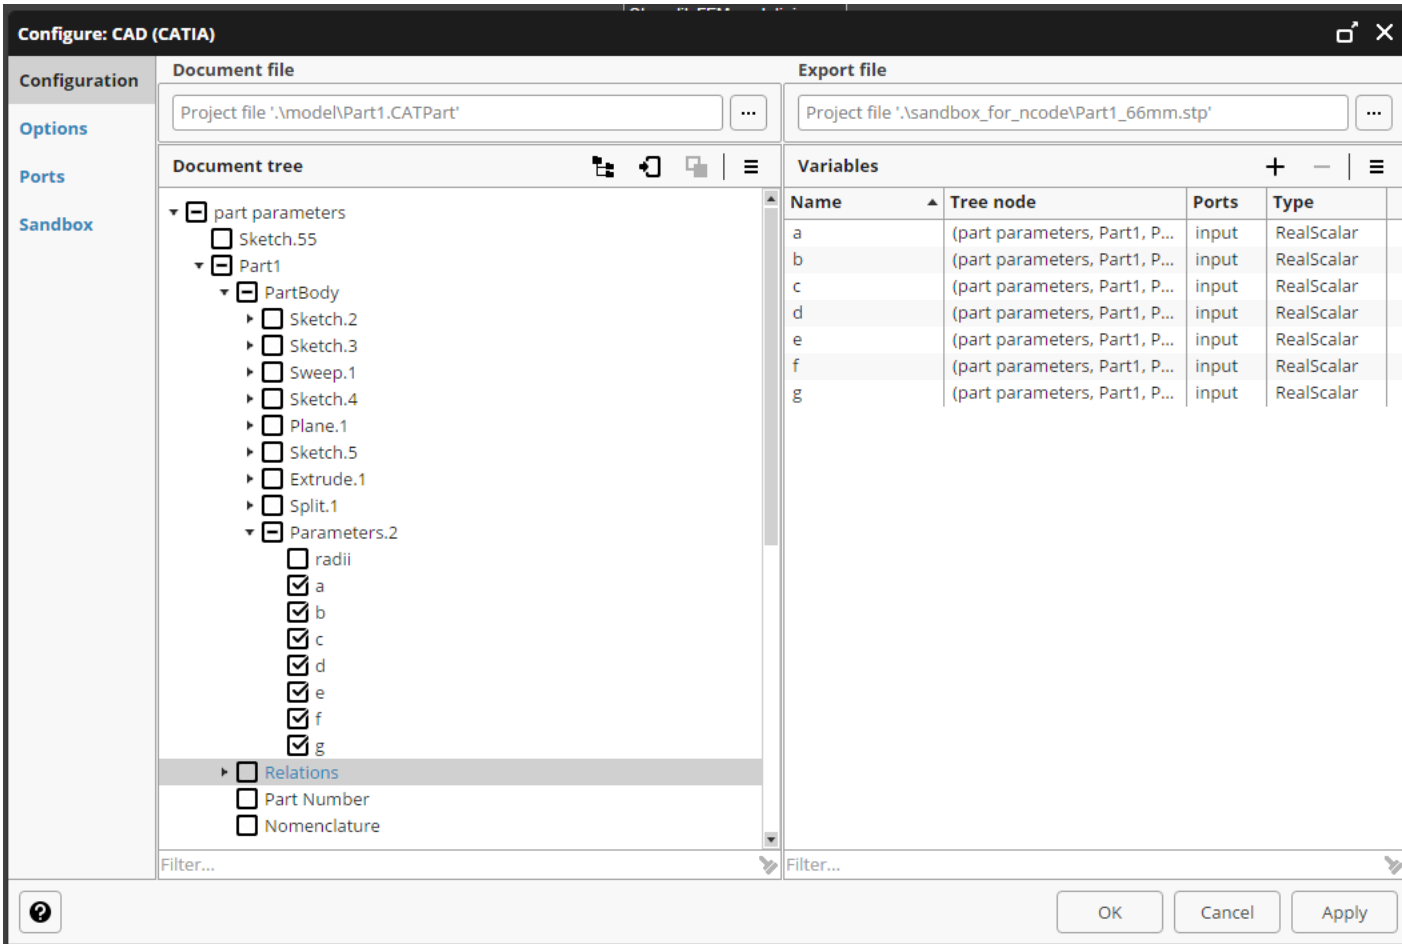 Configure: CAD (CATIA)
Configuration
Options
Ports
Sandbox
Document file
Project file '.\model\Part1.CATPart'
...
Export file
Project file '.\sandbox_for_ncode\Part1_66mm.stp'
...
Document tree
part parameters
Sketch.55
Part1
PartBody
Sketch.2
Sketch.3
Sweep.1
Sketch.4
Plane.1
Sketch.5
Extrude.1
Split.1
Parameters.2
radii
a
b
c
d
e
f
g
Relations
Part Number
Nomenclature
Filter...
Variables
Name Tree node Ports Type
a (part parameters, Part1, P... input RealScalar
b (part parameters, Part1, P... input RealScalar
c (part parameters, Part1, P... input RealScalar
d (part parameters, Part1, P... input RealScalar
e (part parameters, Part1, P... input RealScalar
f (part parameters, Part1, P... input RealScalar
g (part parameters, Part1, P... input RealScalar
Filter...
?
OK Cancel Apply